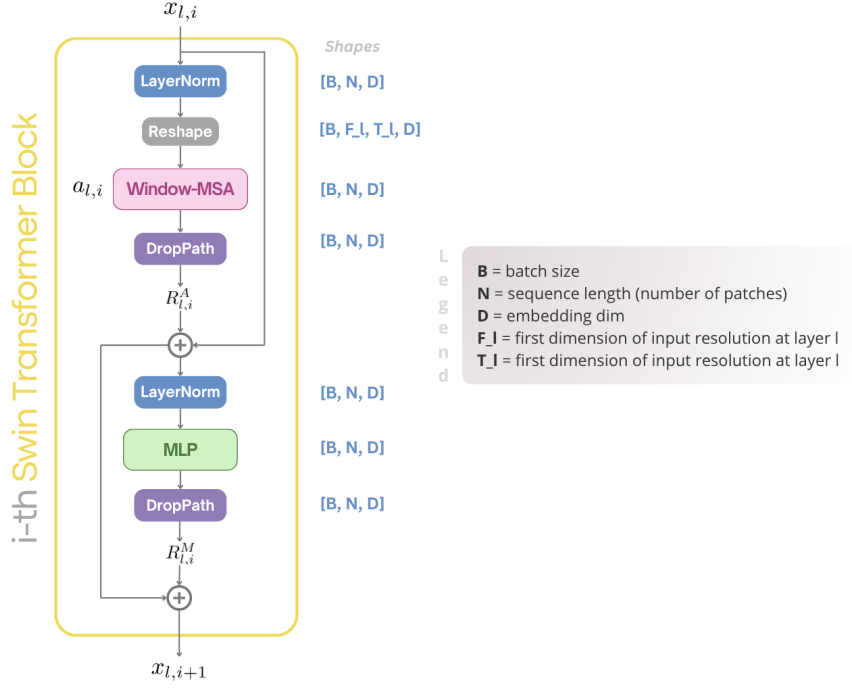 x_{l,i}
Shapes
LayerNorm
[B, N, D]
Reshape
[B, F_l, T_l, D]
a_{l,i}
Window-MSA
[B, N, D]
DropPath
[B, N, D]
R^A_{l,i}
+
LayerNorm
[B, N, D]
MLP
[B, N, D]
DropPath
[B, N, D]
R^M_{l,i}
+
x_{l,i+1}
i-th Swin Transformer Block
Legend
B = batch size
N = sequence length (number of patches)
D = embedding dim
F_l = first dimension of input resolution at layer l
T_l = first dimension of input resolution at layer l